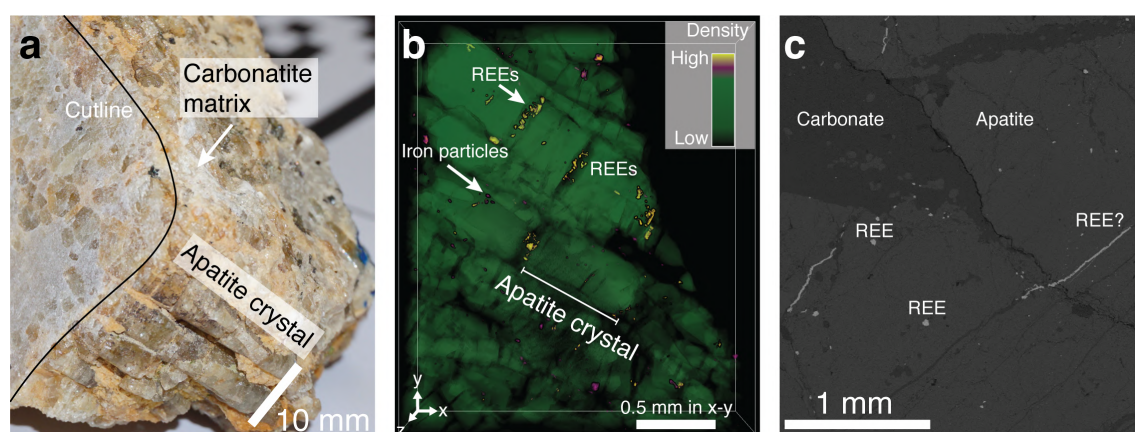 a
Carbonatite
matrix
Cutline
Apatite crystal
10 mm
b
Density
High
Low
REEs
Iron particles
REEs
Apatite crystal
y
x
z
0.5 mm in x-y
c
Carbonate
Apatite
REE
REE?
REE
1 mm